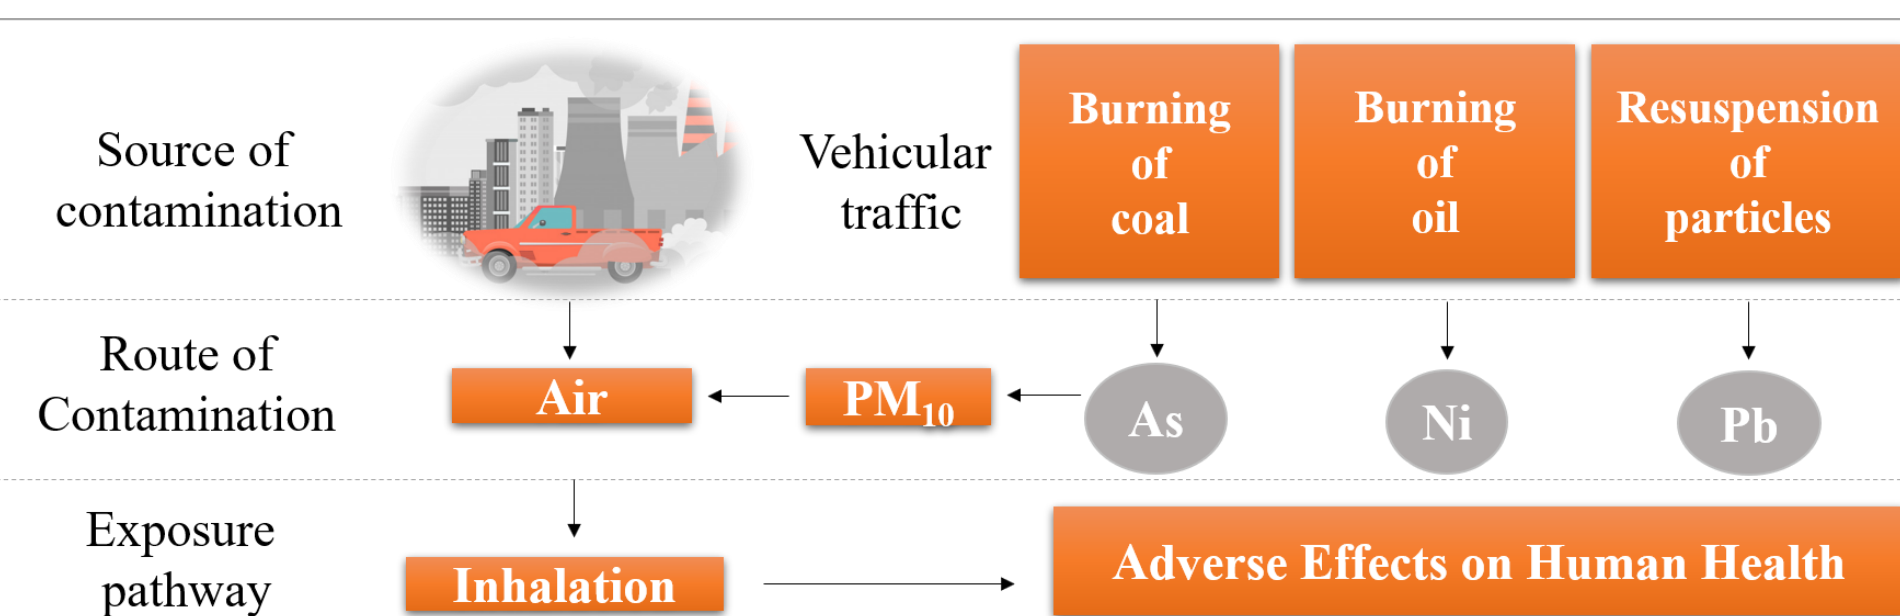 Source of
contamination
Vehicular
traffic
Burning
of
coal
Burning
of
oil
Resuspension
of
particles
Route of
Contamination
Air
PM₁₀
As
Ni
Pb
Exposure
pathway
Inhalation
Adverse Effects on Human Health